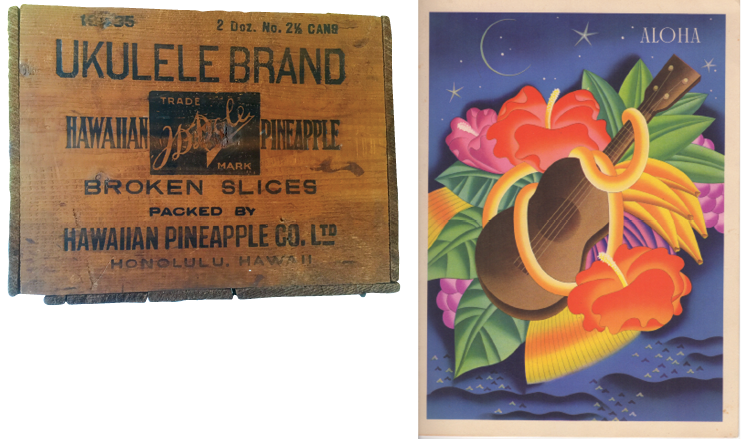 2 Doz. No. 2½ CANS
UKULELE BRAND
TRADE
HAWAIIAN
J D Dole
PINEAPPLE
MARK
BROKEN SLICES
PACKED BY
HAWAIIAN PINEAPPLE CO. LTD
HONOLULU, HAWAII
ALOHA